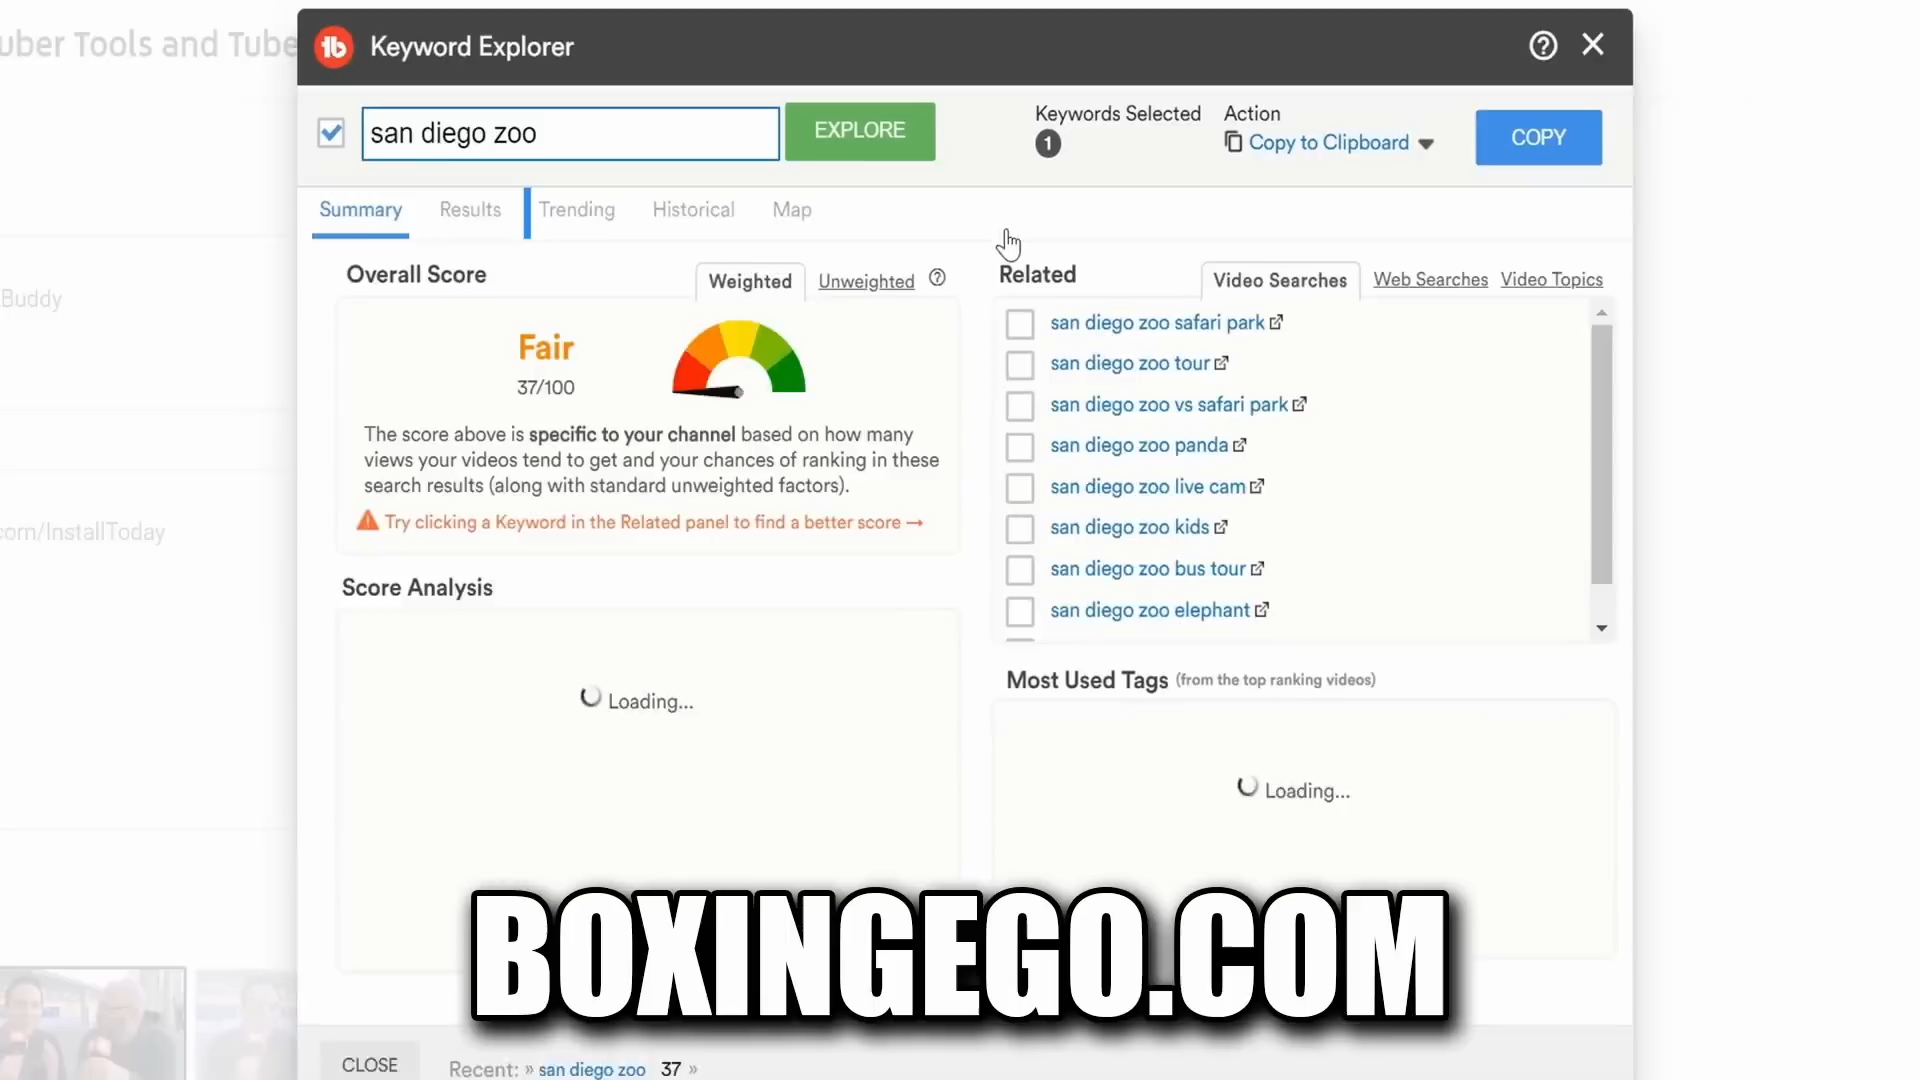 uber Tools and Tube
Keyword Explorer
san diego zoo
EXPLORE
Keywords Selected
1
Action
Copy to Clipboard
COPY
Summary
Results
Trending
Historical
Map
Overall Score
Weighted
Unweighted
Fair
37/100
The score above is specific to your channel based on how many
views your videos tend to get and your chances of ranking in these
search results (along with standard unweighted factors).
Try clicking a Keyword in the Related panel to find a better score →
Related
Video Searches
Web Searches
Video Topics
san diego zoo safari park
san diego zoo tour
san diego zoo vs safari park
san diego zoo panda
san diego zoo live cam
san diego zoo kids
san diego zoo bus tour
san diego zoo elephant
Buddy
com/InstallToday
Score Analysis
Loading...
Most Used Tags (from the top ranking videos)
Loading...
BOXINGEGO.COM
CLOSE
Recent: » san diego zoo 37 »